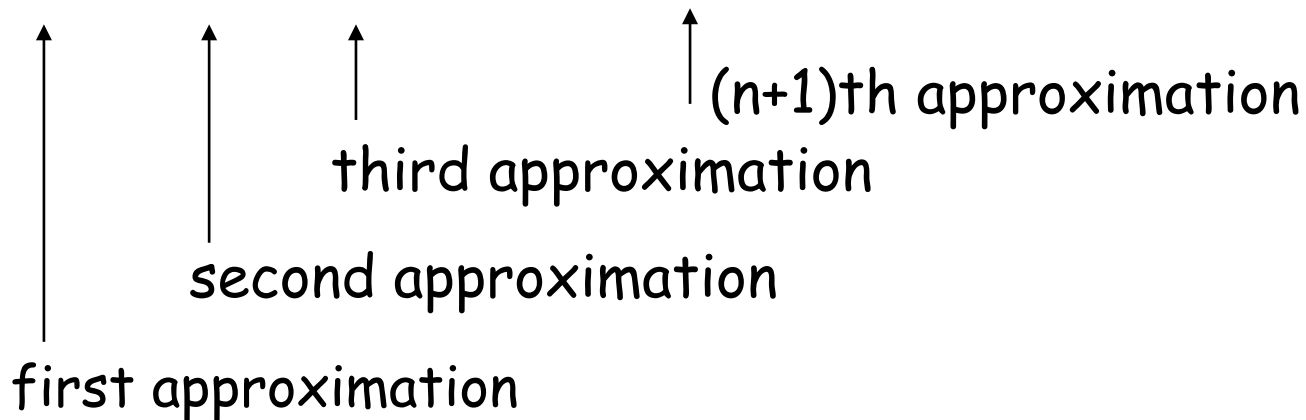 (n+1)th approximation
third approximation
second approximation
first approximation